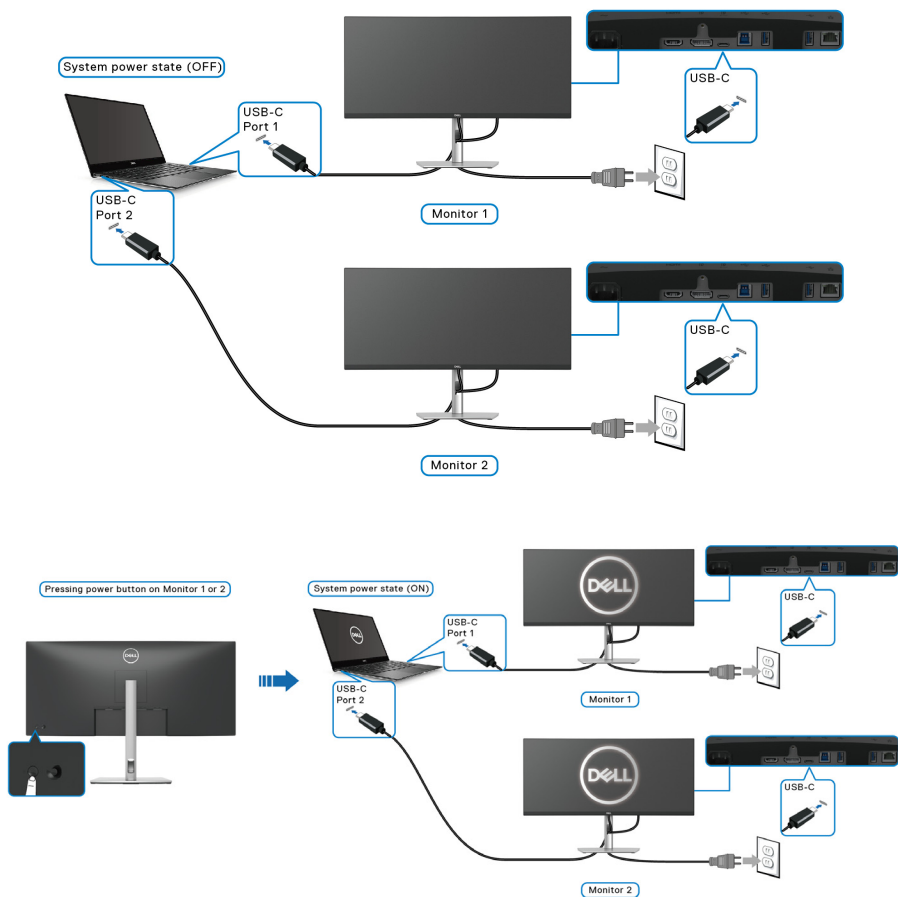 System power state (OFF)
USB-C
Port 1
USB-C
Port 2
USB-C
Monitor 1
USB-C
Monitor 2
Pressing power button on Monitor 1 or 2
DELL
System power state (ON)
DELL
USB-C
Port 1
USB-C
Port 2
DELL
USB-C
Monitor 1
DELL
USB-C
Monitor 2